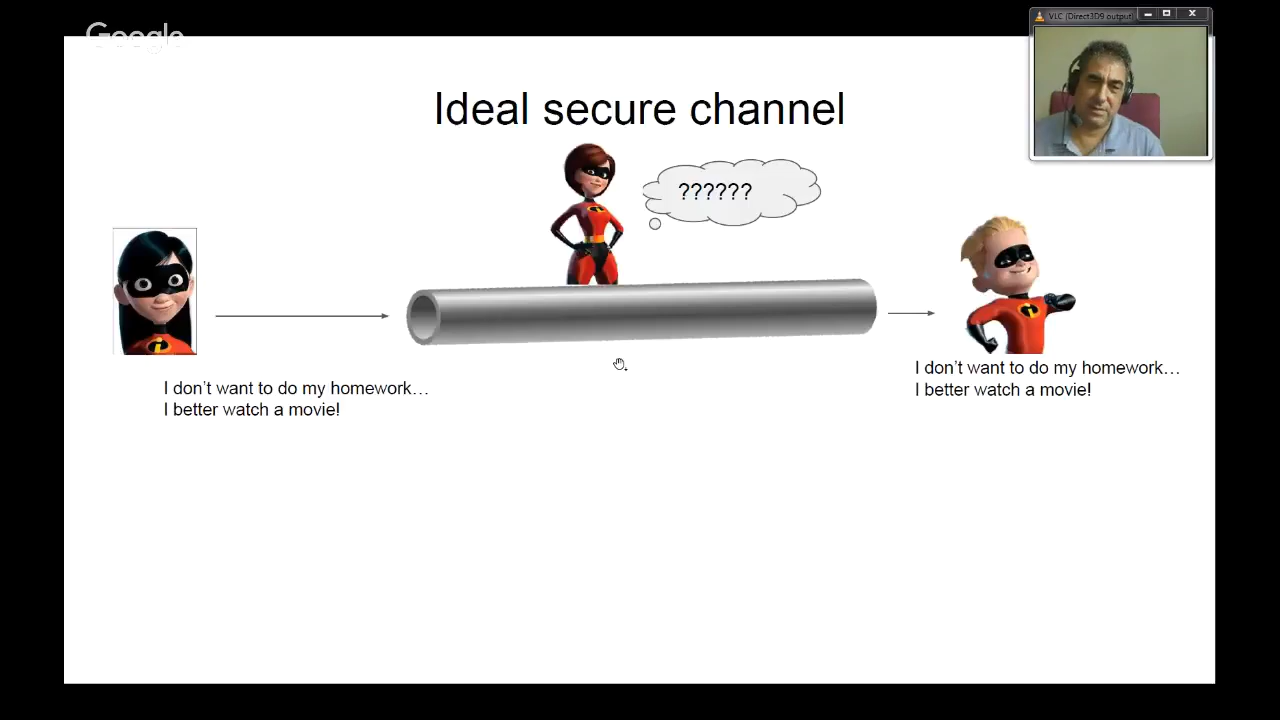 Google
VLC (Direct3D9 output
Ideal secure channel
??????
I don't want to do my homework…
I better watch a movie!
I don't want to do my homework…
I better watch a movie!